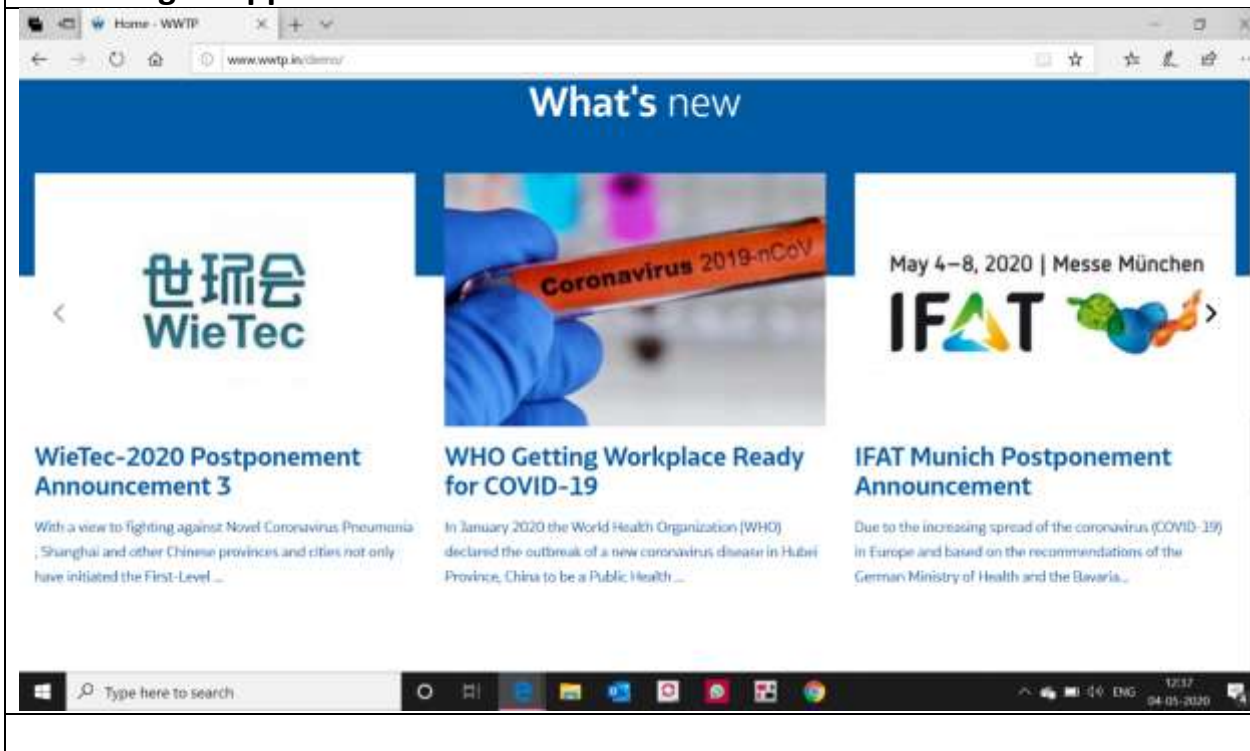 Home - WWTP
www.wwtp.in/demo/
What's new
世环会
WieTec
Coronavirus 2019-nCoV
May 4–8, 2020 | Messe München
IFAT
WieTec-2020 Postponement
Announcement 3
With a view to fighting against Novel Coronavirus Pneumonia
, Shanghai and other Chinese provinces and cities not only
have initiated the First-Level ...
WHO Getting Workplace Ready
for COVID-19
In January 2020 the World Health Organization (WHO)
declared the outbreak of a new coronavirus disease in Hubei
Province, China to be a Public Health ...
IFAT Munich Postponement
Announcement
Due to the increasing spread of the coronavirus (COVID-19)
in Europe and based on the recommendations of the
German Ministry of Health and the Bavaria...
Type here to search
ENG
12:37
04-05-2020